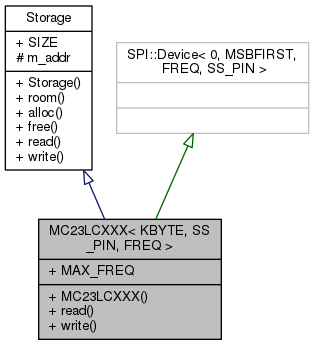 Storage
+ SIZE
# m_addr
+ Storage()
+ room()
+ alloc()
+ free()
+ read()
+ write()
SPI::Device< 0, MSBFIRST,
FREQ, SS_PIN >
MC23LCXXX< KBYTE, SS
_PIN, FREQ >
+ MAX_FREQ
+ MC23LCXXX()
+ read()
+ write()